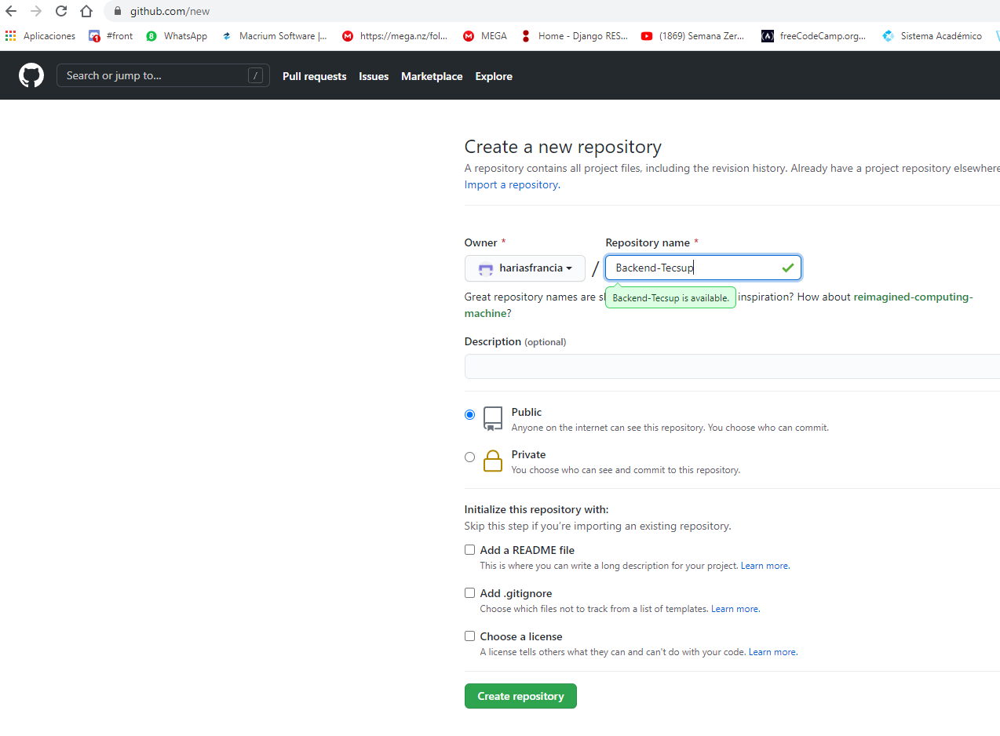 github.com/new
Aplicaciones #front WhatsApp Macrium Software |... https://mega.nz/fol... MEGA Home - Django RES... (1869) Semana Zer... freeCodeCamp.org... Sistema Académico
Search or jump to... / Pull requests Issues Marketplace Explore
Create a new repository
A repository contains all project files, including the revision history. Already have a project repository elsewhere
Import a repository.
Owner * Repository name *
hariasfrancia / Backend-Tecsup
Great repository names are sh Backend-Tecsup is available. inspiration? How about reimagined-computing-
machine?
Description (optional)
Public
Anyone on the internet can see this repository. You choose who can commit.
Private
You choose who can see and commit to this repository.
Initialize this repository with:
Skip this step if you're importing an existing repository.
Add a README file
This is where you can write a long description for your project. Learn more.
Add .gitignore
Choose which files not to track from a list of templates. Learn more.
Choose a license
A license tells others what they can and can't do with your code. Learn more.
Create repository